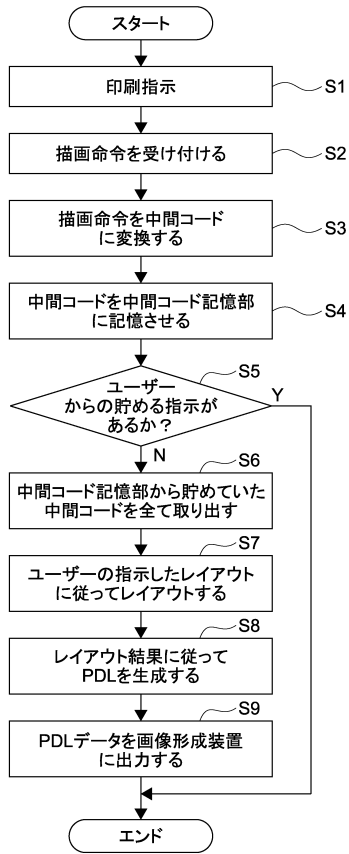 スタート
印刷指示
S1
描画命令を受け付ける
S2
描画命令を中間コード
に変換する
S3
中間コードを中間コード記憶部
に記憶させる
S4
ユーザー
からの貯める指示が
あるか？
S5
Y
N
中間コード記憶部から貯めていた
中間コードを全て取り出す
S6
ユーザーの指示したレイアウト
に従ってレイアウトする
S7
レイアウト結果に従って
PDLを生成する
S8
PDLデータを画像形成装置
に出力する
S9
エンド